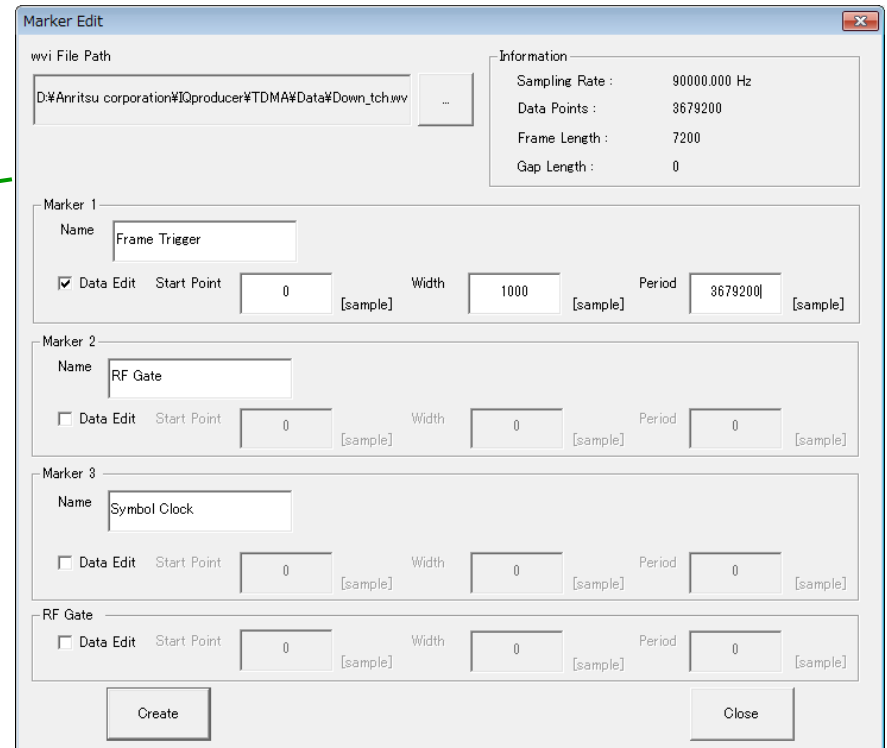 Marker Edit
wvi File Path
D:¥Anritsu corporation¥IQproducer¥TDMA¥Data¥Down_tch.wv
...
Information
Sampling Rate : 90000.000 Hz
Data Points : 3679200
Frame Length : 7200
Gap Length : 0
Marker 1
Name Frame Trigger
Data Edit Start Point 0 [sample] Width 1000 [sample] Period 3679200 [sample]
Marker 2
Name RF Gate
Data Edit Start Point 0 [sample] Width 0 [sample] Period 0 [sample]
Marker 3
Name Symbol Clock
Data Edit Start Point 0 [sample] Width 0 [sample] Period 0 [sample]
RF Gate
Data Edit Start Point 0 [sample] Width 0 [sample] Period 0 [sample]
Create Close